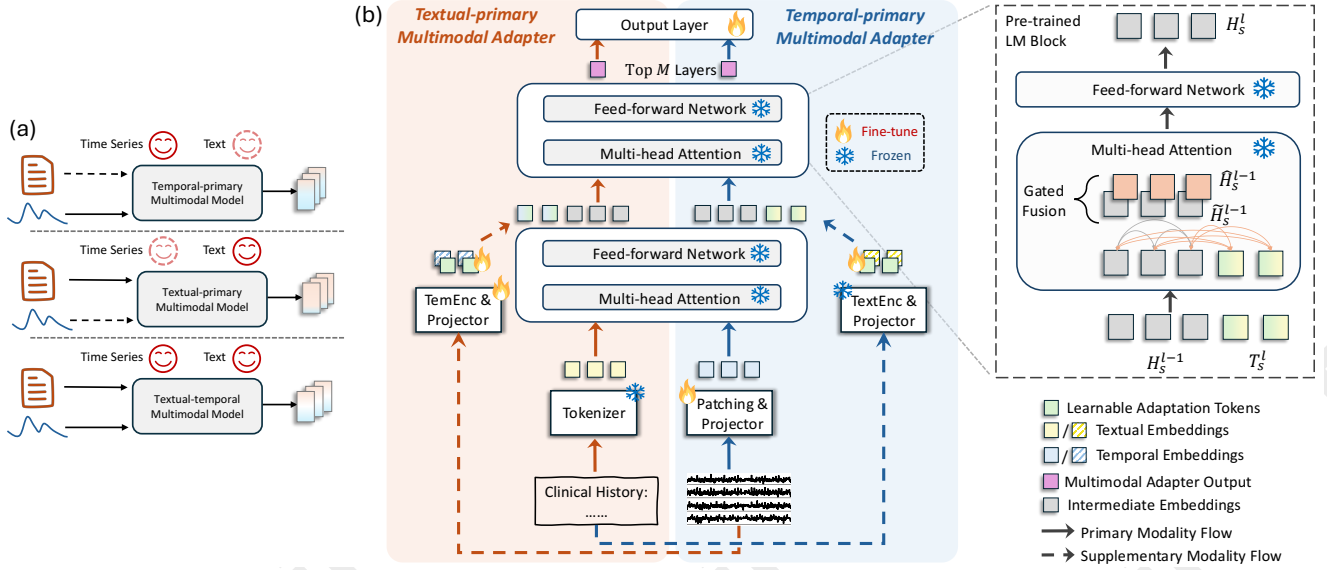 (a)
Time Series
Text
Temporal-primary
Multimodal Model
Time Series
Text
Textual-primary
Multimodal Model
Time Series
Text
Textual-temporal
Multimodal Model
(b)
Textual-primary
Multimodal Adapter
Temporal-primary
Multimodal Adapter
Output Layer
Top M Layers
Feed-forward Network
Multi-head Attention
Fine-tune
Frozen
Feed-forward Network
Multi-head Attention
TemEnc &
Projector
TextEnc &
Projector
Tokenizer
Patching &
Projector
Clinical History:
......
Pre-trained
LM Block
H_s^l
Feed-forward Network
Multi-head Attention
Gated
Fusion
Ĥ_s^{l-1}
H̃_s^{l-1}
H_s^{l-1}
T_s^l
Learnable Adaptation Tokens
/ Textual Embeddings
/ Temporal Embeddings
Multimodal Adapter Output
Intermediate Embeddings
Primary Modality Flow
Supplementary Modality Flow